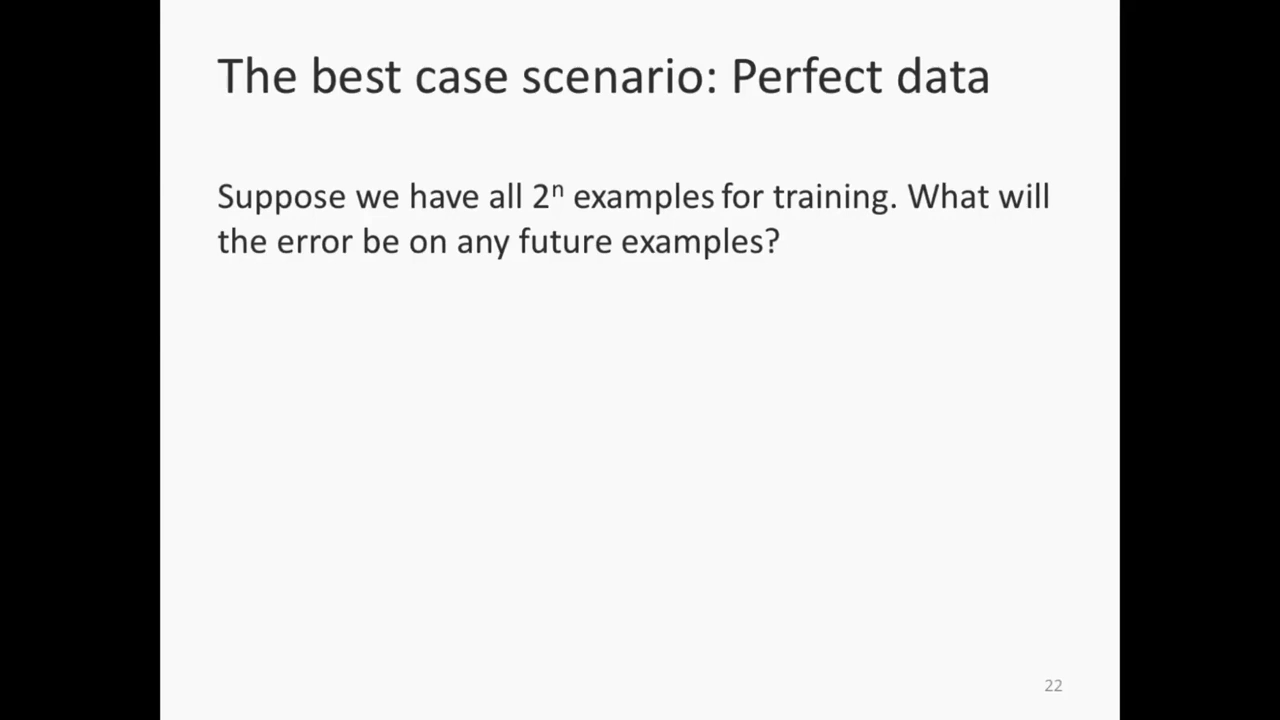 The best case scenario: Perfect data
Suppose we have all 2ⁿ examples for training. What will
the error be on any future examples?
22